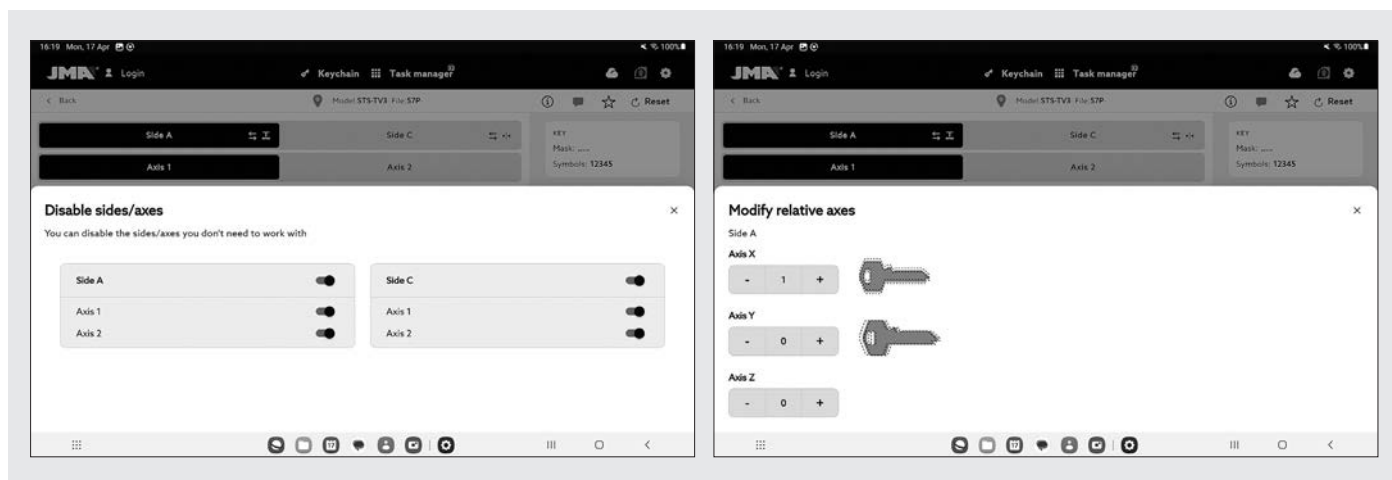 16:19 Mon, 17 Apr
100%
JMA
Login
Keychain
Task manager
Back
Model STS-TV3 File S7P
Reset
Side A
Side C
Axis 1
Axis 2
KEY
Mask: .....
Symbols: 12345
Disable sides/axes
You can disable the sides/axes you don't need to work with
Side A
Axis 1
Axis 2
Side C
Axis 1
Axis 2
17
16:19 Mon, 17 Apr
100%
JMA
Login
Keychain
Task manager
Back
Model STS-TV3 File S7P
Reset
Side A
Side C
Axis 1
Axis 2
KEY
Mask: .....
Symbols: 12345
Modify relative axes
Side A
Axis X
- 1 +
Axis Y
- 0 +
Axis Z
- 0 +
17